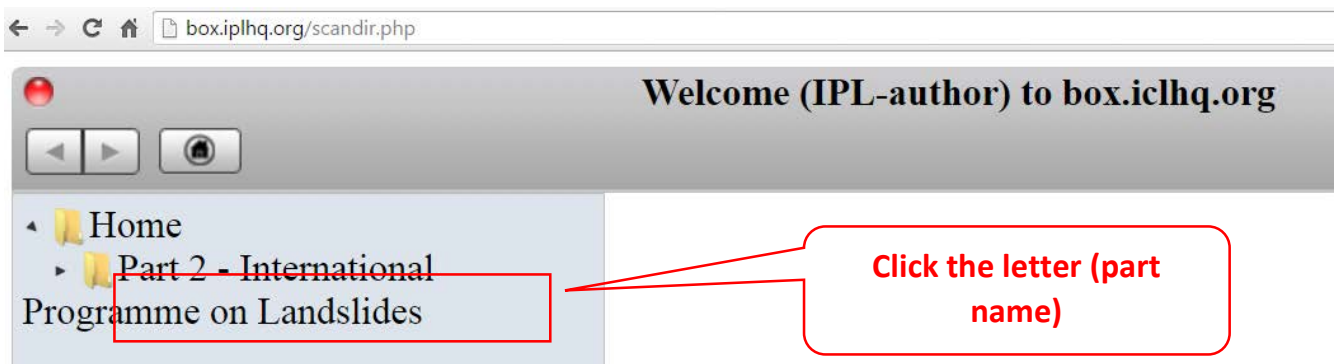 box.iplhq.org/scandir.php
Welcome (IPL-author) to box.iclhq.org
Home
Part 2 - International
Programme on Landslides
Click the letter (part
name)